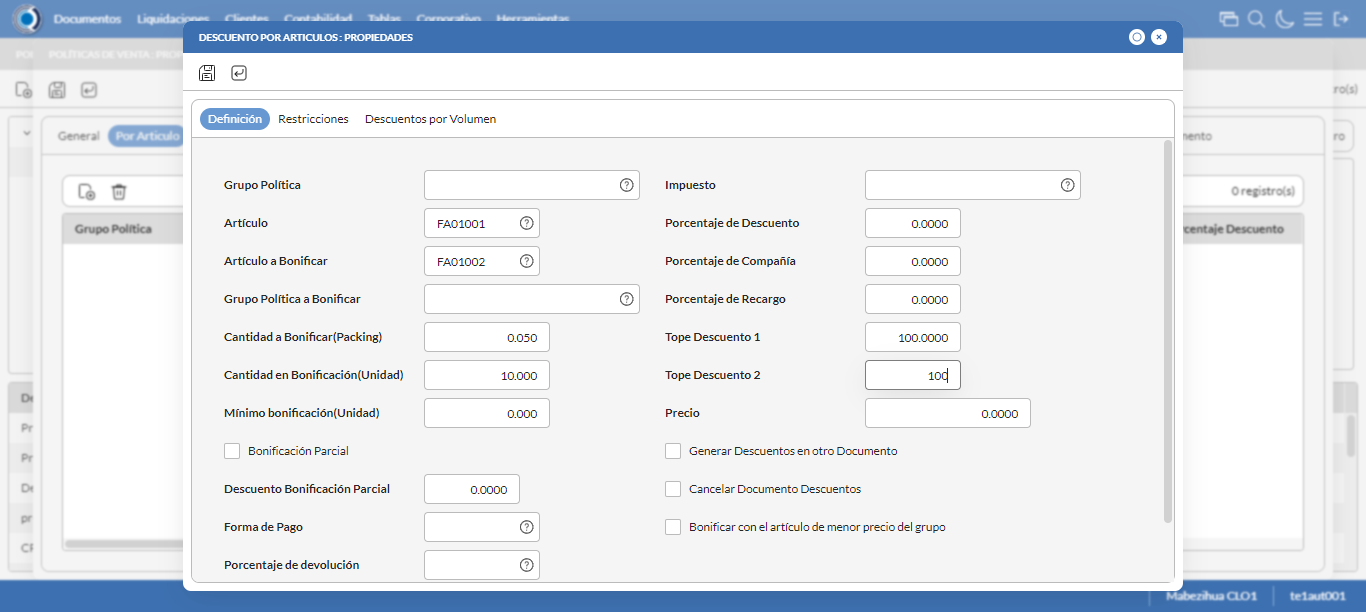 Documentos Liquidaciones Clientes Contabilidad Tablas Corporativo Herramientas
DESCUENTO POR ARTICULOS : PROPIEDADES
POLÍTICAS DE VENTA : PROP
General Por Artículo
Definición Restricciones Descuentos por Volumen
0 registro(s)
Grupo Política
centaje Descuento
Grupo Política
Artículo FA01001
Artículo a Bonificar FA01002
Grupo Política a Bonificar
Cantidad a Bonificar(Packing) 0.050
Cantidad en Bonificación(Unidad) 10.000
Mínimo bonificación(Unidad) 0.000
Bonificación Parcial
Descuento Bonificación Parcial 0.0000
Forma de Pago
Porcentaje de devolución
Impuesto
Porcentaje de Descuento 0.0000
Porcentaje de Compañía 0.0000
Porcentaje de Recargo 0.0000
Tope Descuento 1 100.0000
Tope Descuento 2 100
Precio 0.0000
Generar Descuentos en otro Documento
Cancelar Documento Descuentos
Bonificar con el artículo de menor precio del grupo
Mabezihua CLO1 te1aut001